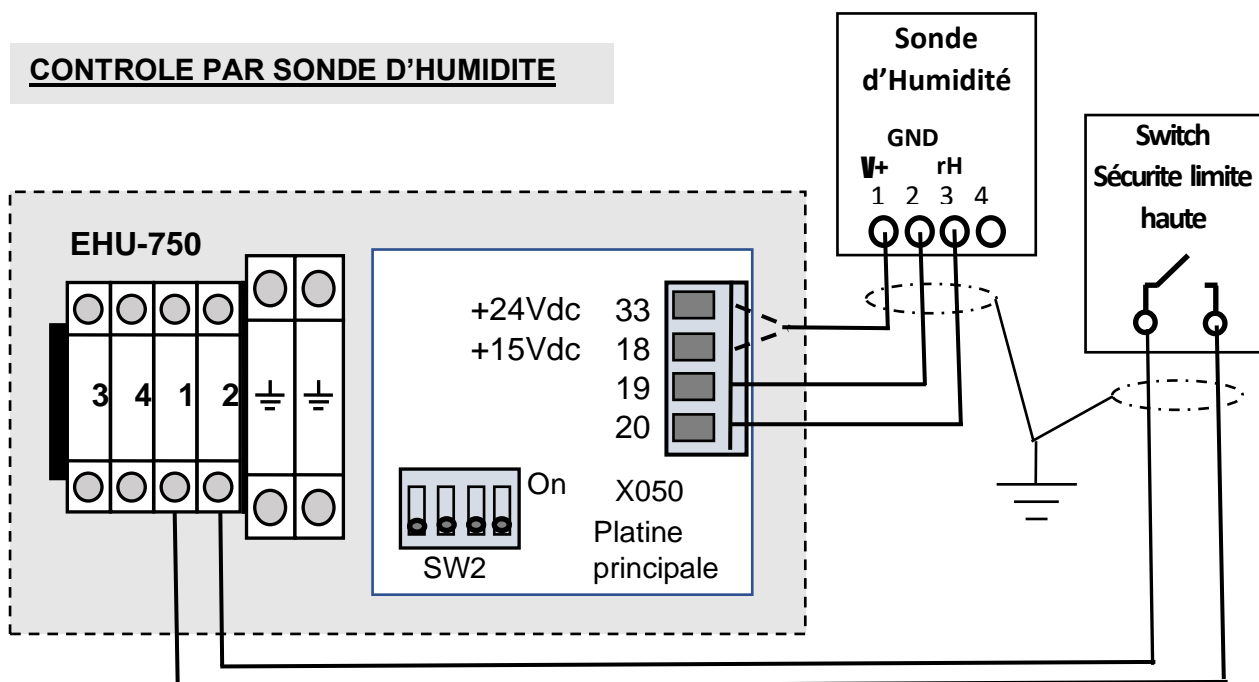 CONTROLE PAR SONDE D'HUMIDITE
Sonde
d'Humidité
GND
V+ rH
1 2 3 4
Switch
Sécurite limite
haute
EHU-750
3 4 1 2
+24Vdc 33
+15Vdc 18
19
20
On
SW2
X050
Platine
principale